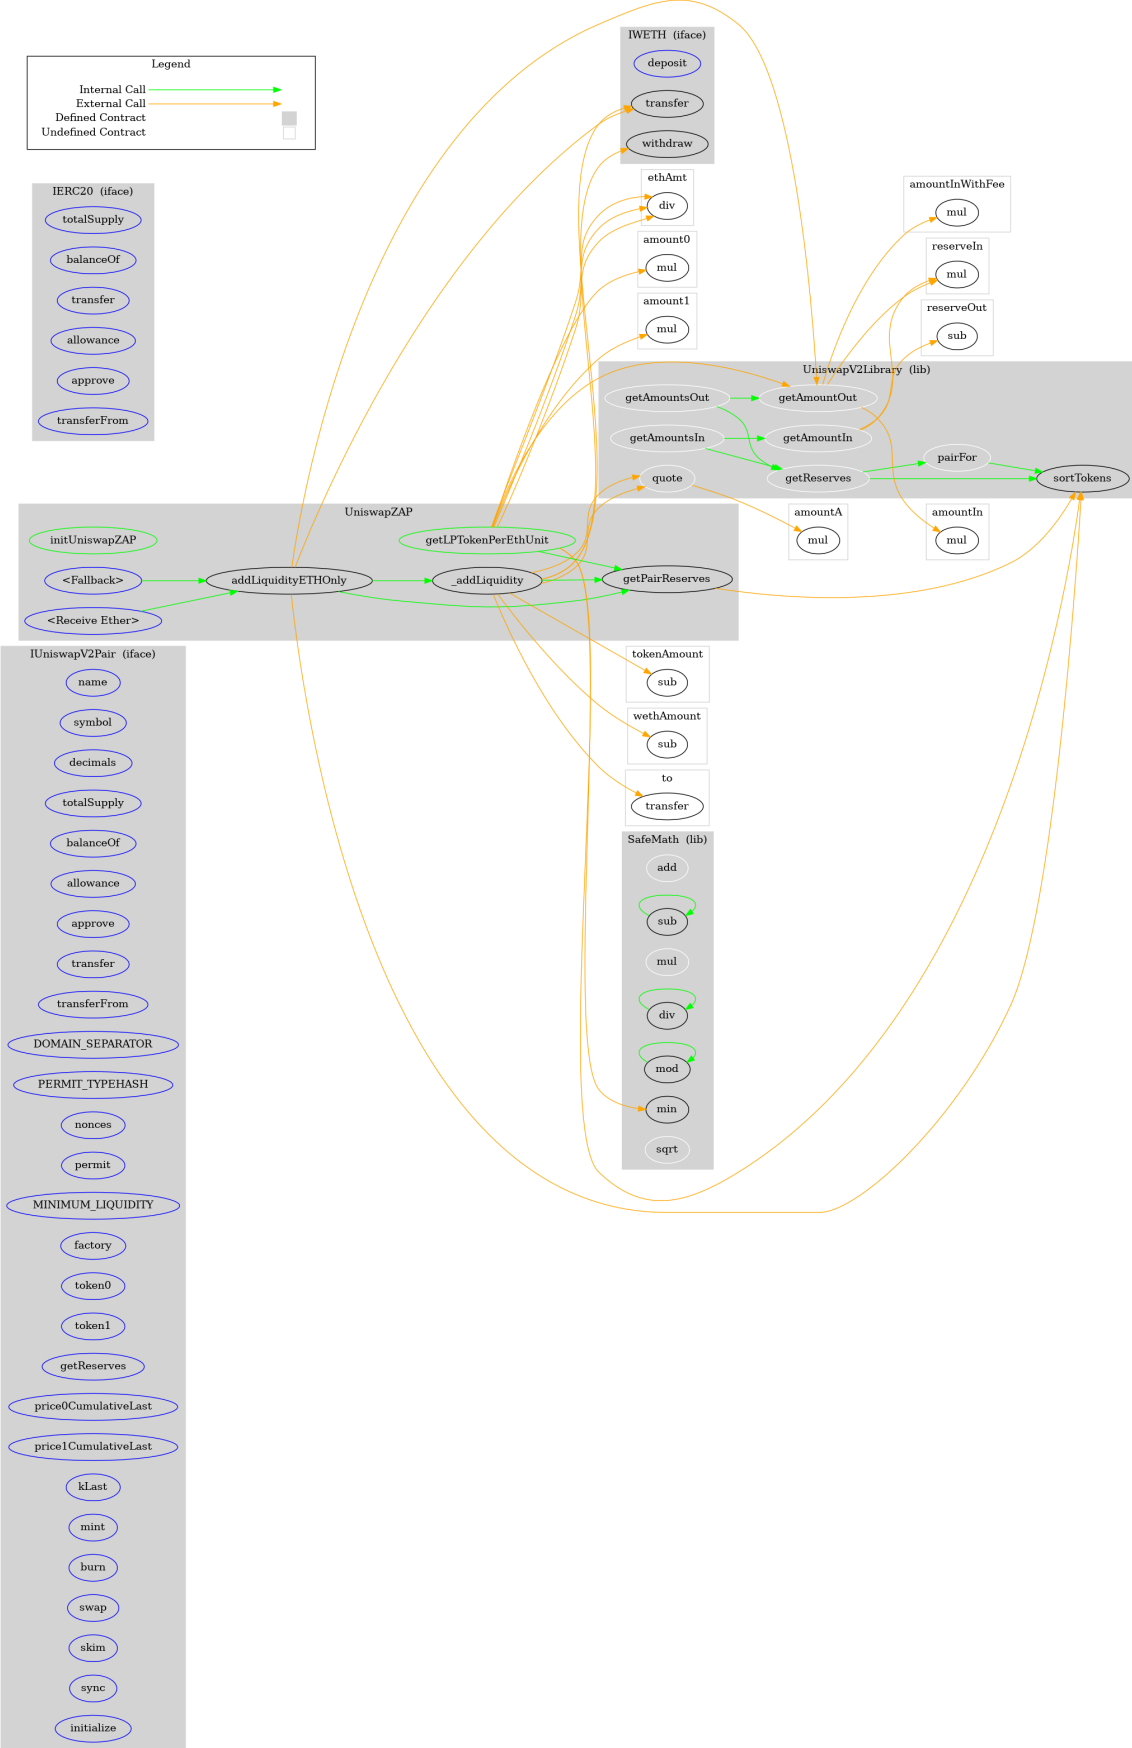 Legend
Internal Call
External Call
Defined Contract
Undefined Contract
IERC20 (iface)
totalSupply
balanceOf
transfer
allowance
approve
transferFrom
UniswapZAP
initUniswapZAP
<Fallback>
<Receive Ether>
addLiquidityETHOnly
getLPTokenPerEthUnit
_addLiquidity
getPairReserves
IUniswapV2Pair (iface)
name
symbol
decimals
totalSupply
balanceOf
allowance
approve
transfer
transferFrom
DOMAIN_SEPARATOR
PERMIT_TYPEHASH
nonces
permit
MINIMUM_LIQUIDITY
factory
token0
token1
getReserves
price0CumulativeLast
price1CumulativeLast
kLast
mint
burn
swap
skim
sync
initialize
IWETH (iface)
deposit
transfer
withdraw
ethAmt
div
amount0
mul
amount1
mul
UniswapV2Library (lib)
getAmountsOut
getAmountOut
getAmountsIn
getAmountIn
pairFor
quote
getReserves
sortTokens
amountInWithFee
mul
reserveIn
mul
reserveOut
sub
amountA
mul
amountIn
mul
tokenAmount
sub
wethAmount
sub
to
transfer
SafeMath (lib)
add
sub
mul
div
mod
min
sqrt